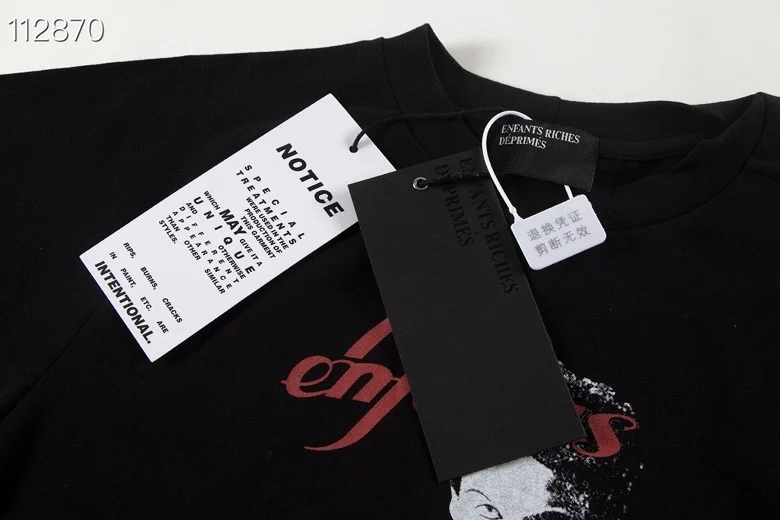 112870
NOTICE
SPECIAL
TREATMENTS
WERE USED IN THE
PRODUCTION OF
THIS GARMENT
WHICH MAY GIVE IT A
UNIQUE
AND OTHERWISE
DIFFERENT
APPEARANCE
THAN OTHER SIMILAR
STYLES.
RIPS, BURNS, CRACKS
IN PAINT, ETC. ARE
INTENTIONAL.
ENFANTS RICHES
DÉPRIMÉS
ENFANTS RICHES
DÉPRIMÉS
退换凭证
剪断无效